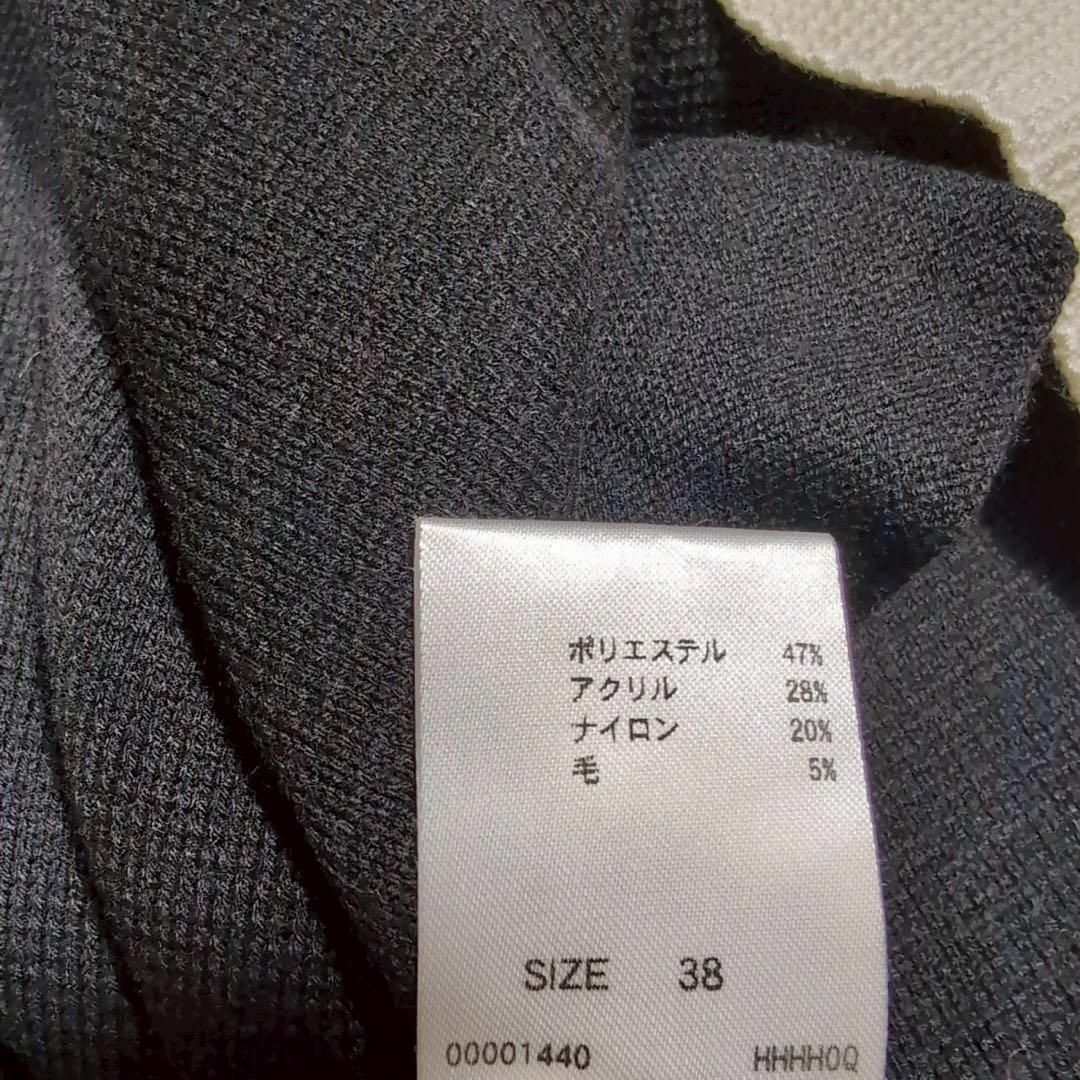 ポリエステル 47%
アクリル 28%
ナイロン 20%
毛 5%
SIZE 38
00001440 HHHH0Q